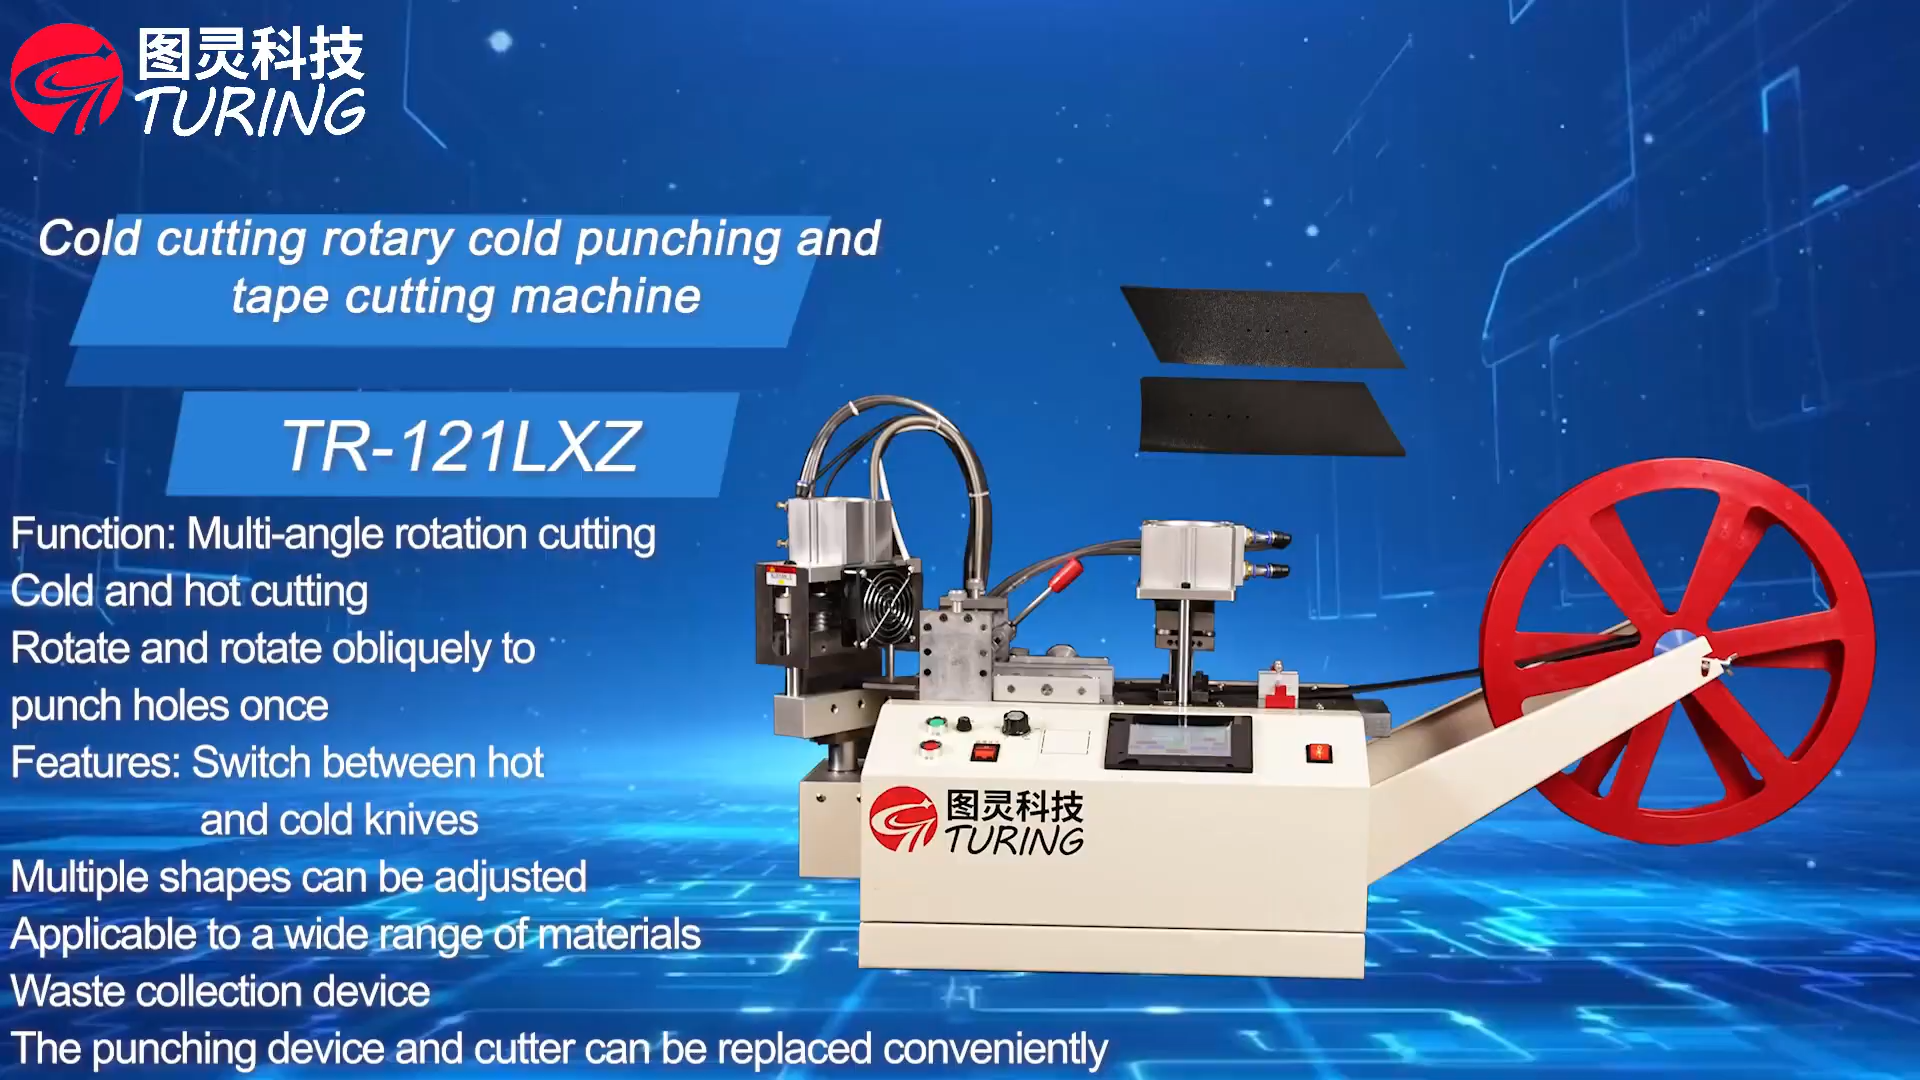 图灵科技
TURING
Cold cutting rotary cold punching and
tape cutting machine
TR-121LXZ
Function: Multi-angle rotation cutting
Cold and hot cutting
Rotate and rotate obliquely to
punch holes once
Features: Switch between hot
and cold knives
Multiple shapes can be adjusted
Applicable to a wide range of materials
Waste collection device
The punching device and cutter can be replaced conveniently
图灵科技
TURING